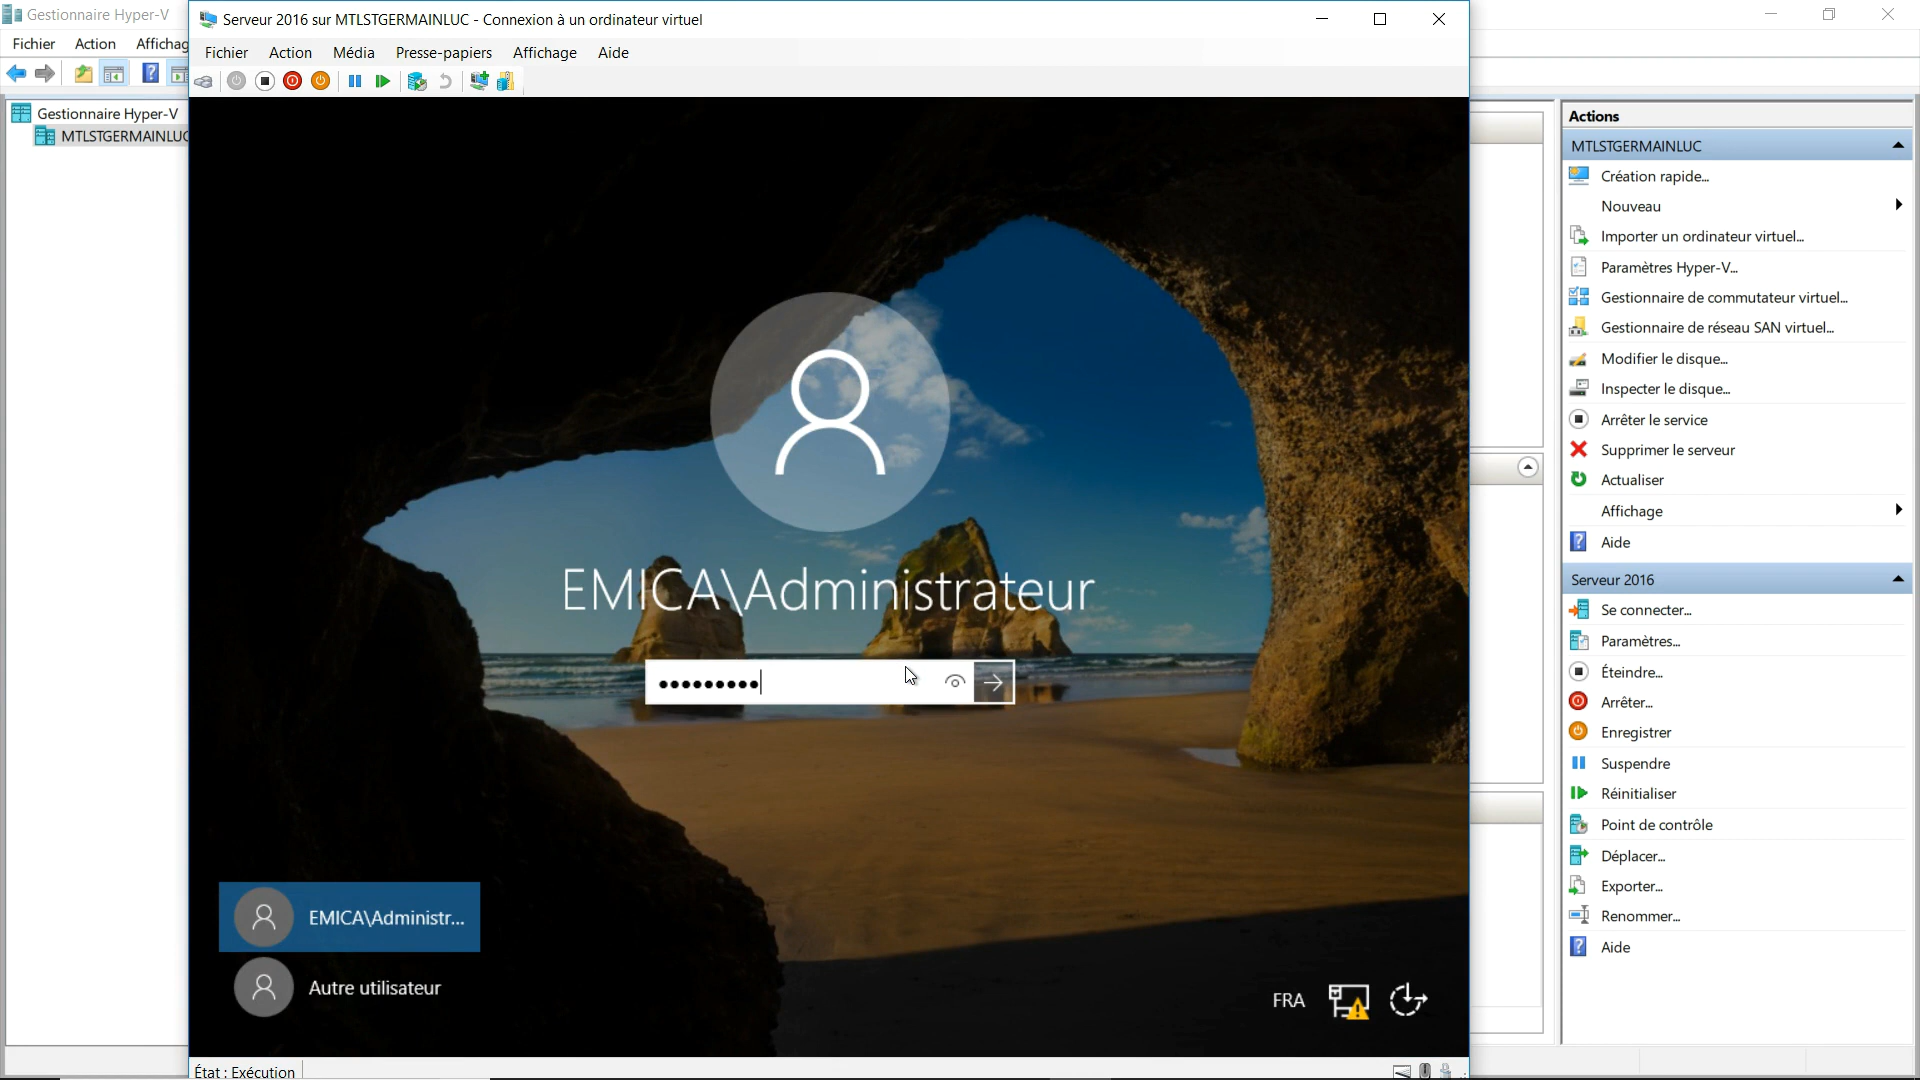 Gestionnaire Hyper-V
Fichier Action Affichag
Gestionnaire Hyper-V
MTLSTGERMAINLUC
Serveur 2016 sur MTLSTGERMAINLUC - Connexion à un ordinateur virtuel
Fichier Action Média Presse-papiers Affichage Aide
EMICA\Administrateur
EMICA\Administr...
Autre utilisateur
FRA
État : Exécution
Actions
MTLSTGERMAINLUC
Création rapide...
Nouveau
Importer un ordinateur virtuel...
Paramètres Hyper-V...
Gestionnaire de commutateur virtuel...
Gestionnaire de réseau SAN virtuel...
Modifier le disque...
Inspecter le disque...
Arrêter le service
Supprimer le serveur
Actualiser
Affichage
Aide
Serveur 2016
Se connecter...
Paramètres...
Éteindre...
Arrêter...
Enregistrer
Suspendre
Réinitialiser
Point de contrôle
Déplacer...
Exporter...
Renommer...
Aide